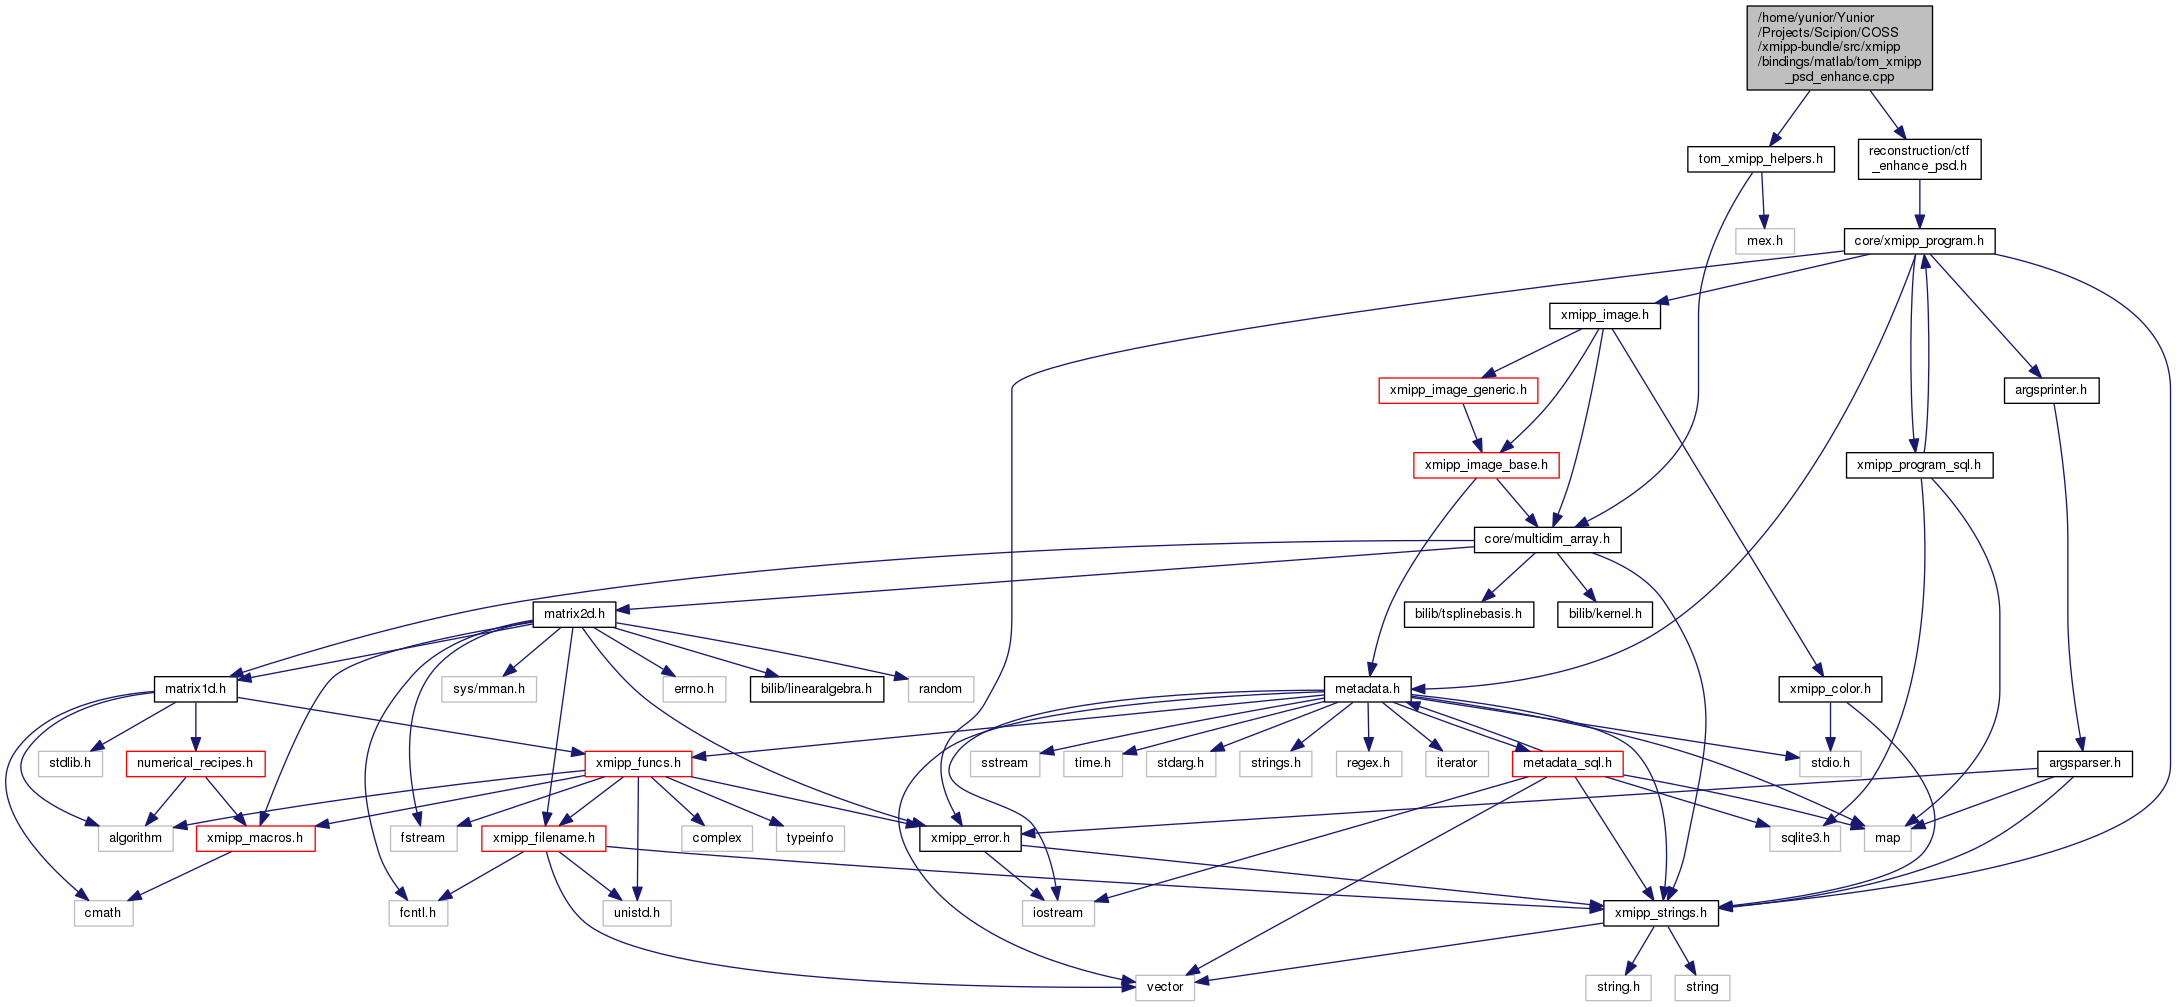 /home/yunior/Yunior
/Projects/Scipion/COSS
/xmipp-bundle/src/xmipp
/bindings/matlab/tom_xmipp
_psd_enhance.cpp
tom_xmipp_helpers.h
reconstruction/ctf
_enhance_psd.h
mex.h
core/xmipp_program.h
xmipp_image.h
xmipp_image_generic.h
argsprinter.h
xmipp_image_base.h
xmipp_program_sql.h
core/multidim_array.h
matrix2d.h
bilib/tsplinebasis.h
bilib/kernel.h
matrix1d.h
sys/mman.h
errno.h
bilib/linearalgebra.h
random
metadata.h
xmipp_color.h
stdlib.h
numerical_recipes.h
xmipp_funcs.h
sstream
time.h
stdarg.h
strings.h
regex.h
iterator
metadata_sql.h
stdio.h
argsparser.h
algorithm
xmipp_macros.h
fstream
xmipp_filename.h
complex
typeinfo
xmipp_error.h
sqlite3.h
map
cmath
fcntl.h
unistd.h
iostream
xmipp_strings.h
vector
string.h
string